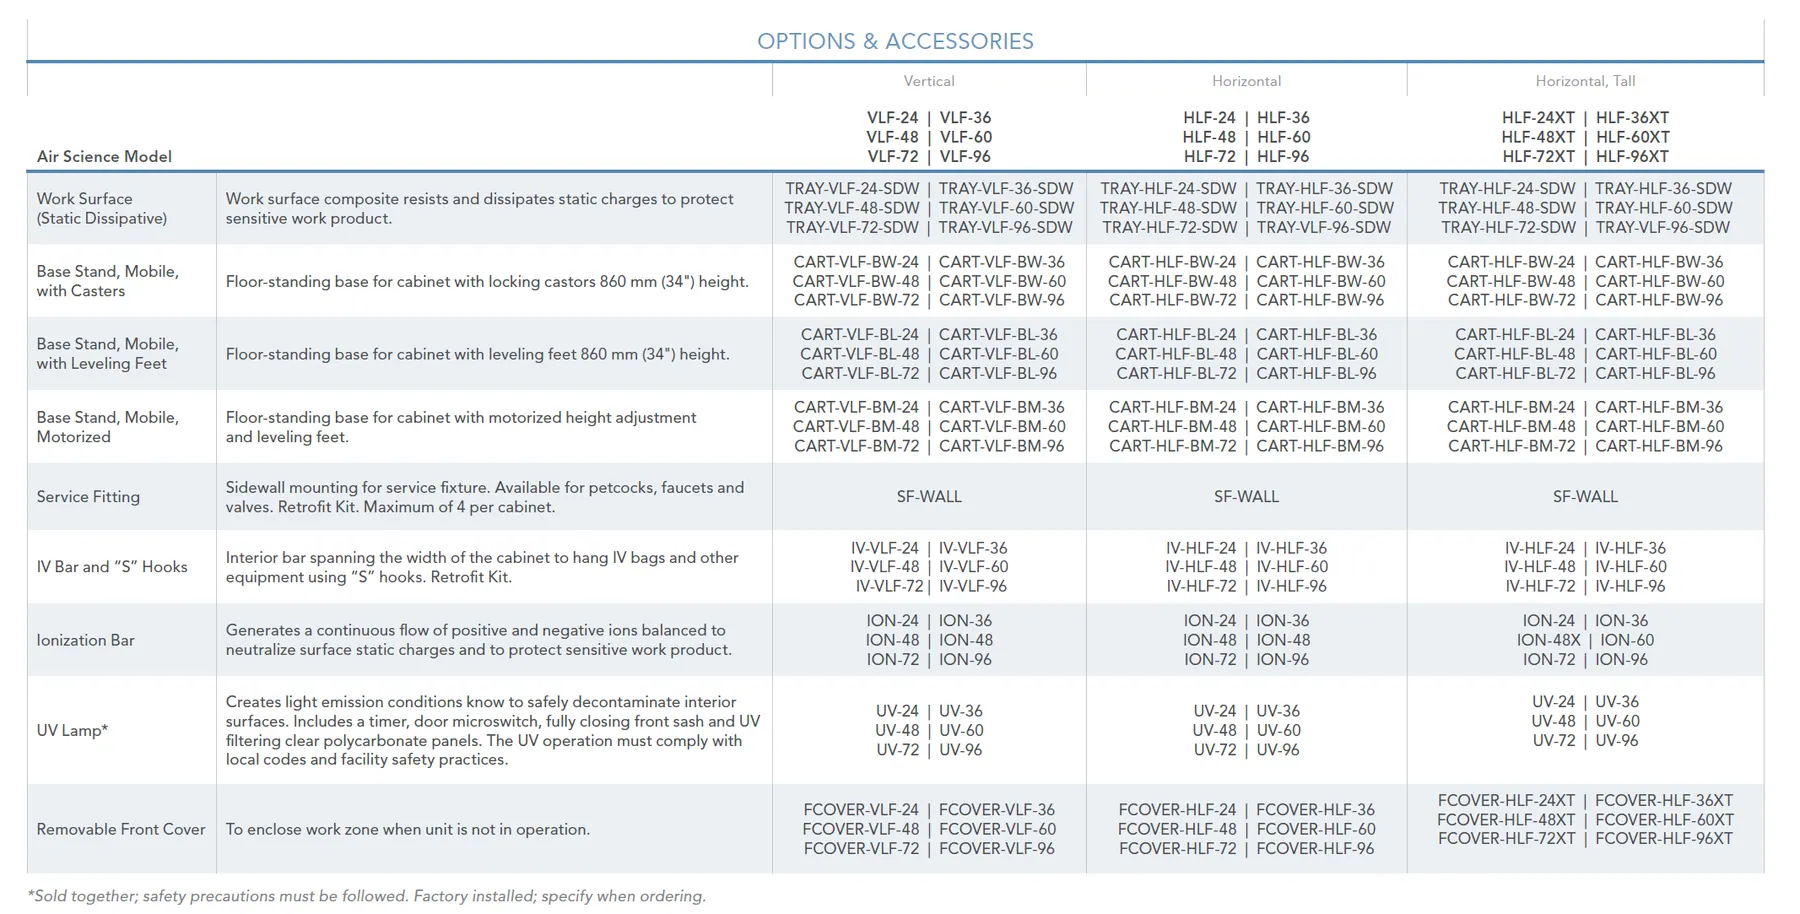 OPTIONS & ACCESSORIES
Vertical
Horizontal
Horizontal, Tall
Air Science Model
VLF-24 | VLF-36
VLF-48 | VLF-60
VLF-72 | VLF-96
HLF-24 | HLF-36
HLF-48 | HLF-60
HLF-72 | HLF-96
HLF-24XT | HLF-36XT
HLF-48XT | HLF-60XT
HLF-72XT | HLF-96XT
Work Surface
(Static Dissipative)
Work surface composite resists and dissipates static charges to protect
sensitive work product.
TRAY-VLF-24-SDW | TRAY-VLF-36-SDW
TRAY-VLF-48-SDW | TRAY-VLF-60-SDW
TRAY-VLF-72-SDW | TRAY-VLF-96-SDW
TRAY-HLF-24-SDW | TRAY-HLF-36-SDW
TRAY-HLF-48-SDW | TRAY-HLF-60-SDW
TRAY-HLF-72-SDW | TRAY-VLF-96-SDW
TRAY-HLF-24-SDW | TRAY-HLF-36-SDW
TRAY-HLF-48-SDW | TRAY-HLF-60-SDW
TRAY-HLF-72-SDW | TRAY-VLF-96-SDW
Base Stand, Mobile,
with Casters
Floor-standing base for cabinet with locking castors 860 mm (34") height.
CART-VLF-BW-24 | CART-VLF-BW-36
CART-VLF-BW-48 | CART-VLF-BW-60
CART-VLF-BW-72 | CART-VLF-BW-96
CART-HLF-BW-24 | CART-HLF-BW-36
CART-HLF-BW-48 | CART-HLF-BW-60
CART-HLF-BW-72 | CART-HLF-BW-96
CART-HLF-BW-24 | CART-HLF-BW-36
CART-HLF-BW-48 | CART-HLF-BW-60
CART-HLF-BW-72 | CART-HLF-BW-96
Base Stand, Mobile,
with Leveling Feet
Floor-standing base for cabinet with leveling feet 860 mm (34") height.
CART-VLF-BL-24 | CART-VLF-BL-36
CART-VLF-BL-48 | CART-VLF-BL-60
CART-VLF-BL-72 | CART-VLF-BL-96
CART-HLF-BL-24 | CART-HLF-BL-36
CART-HLF-BL-48 | CART-HLF-BL-60
CART-HLF-BL-72 | CART-HLF-BL-96
CART-HLF-BL-24 | CART-HLF-BL-36
CART-HLF-BL-48 | CART-HLF-BL-60
CART-HLF-BL-72 | CART-HLF-BL-96
Base Stand, Mobile,
Motorized
Floor-standing base for cabinet with motorized height adjustment
and leveling feet.
CART-VLF-BM-24 | CART-VLF-BM-36
CART-VLF-BM-48 | CART-VLF-BM-60
CART-VLF-BM-72 | CART-VLF-BM-96
CART-HLF-BM-24 | CART-HLF-BM-36
CART-HLF-BM-48 | CART-HLF-BM-60
CART-HLF-BM-72 | CART-HLF-BM-96
CART-HLF-BM-24 | CART-HLF-BM-36
CART-HLF-BM-48 | CART-HLF-BM-60
CART-HLF-BM-72 | CART-HLF-BM-96
Service Fitting
Sidewall mounting for service fixture. Available for petcocks, faucets and
valves. Retrofit Kit. Maximum of 4 per cabinet.
SF-WALL
SF-WALL
SF-WALL
IV Bar and “S” Hooks
Interior bar spanning the width of the cabinet to hang IV bags and other
equipment using “S” hooks. Retrofit Kit.
IV-VLF-24 | IV-VLF-36
IV-VLF-48 | IV-VLF-60
IV-VLF-72 | IV-VLF-96
IV-HLF-24 | IV-HLF-36
IV-HLF-48 | IV-HLF-60
IV-HLF-72 | IV-HLF-96
IV-HLF-24 | IV-HLF-36
IV-HLF-48 | IV-HLF-60
IV-HLF-72 | IV-HLF-96
Ionization Bar
Generates a continuous flow of positive and negative ions balanced to
neutralize surface static charges and to protect sensitive work product.
ION-24 | ION-36
ION-48 | ION-48
ION-72 | ION-96
ION-24 | ION-36
ION-48 | ION-48
ION-72 | ION-96
ION-24 | ION-36
ION-48X | ION-60
ION-72 | ION-96
UV Lamp*
Creates light emission conditions know to safely decontaminate interior
surfaces. Includes a timer, door microswitch, fully closing front sash and UV
filtering clear polycarbonate panels. The UV operation must comply with
local codes and facility safety practices.
UV-24 | UV-36
UV-48 | UV-60
UV-72 | UV-96
UV-24 | UV-36
UV-48 | UV-60
UV-72 | UV-96
UV-24 | UV-36
UV-48 | UV-60
UV-72 | UV-96
Removable Front Cover
To enclose work zone when unit is not in operation.
FCOVER-VLF-24 | FCOVER-VLF-36
FCOVER-VLF-48 | FCOVER-VLF-60
FCOVER-VLF-72 | FCOVER-VLF-96
FCOVER-HLF-24 | FCOVER-HLF-36
FCOVER-HLF-48 | FCOVER-HLF-60
FCOVER-HLF-72 | FCOVER-HLF-96
FCOVER-HLF-24XT | FCOVER-HLF-36XT
FCOVER-HLF-48XT | FCOVER-HLF-60XT
FCOVER-HLF-72XT | FCOVER-HLF-96XT
*Sold together; safety precautions must be followed. Factory installed; specify when ordering.